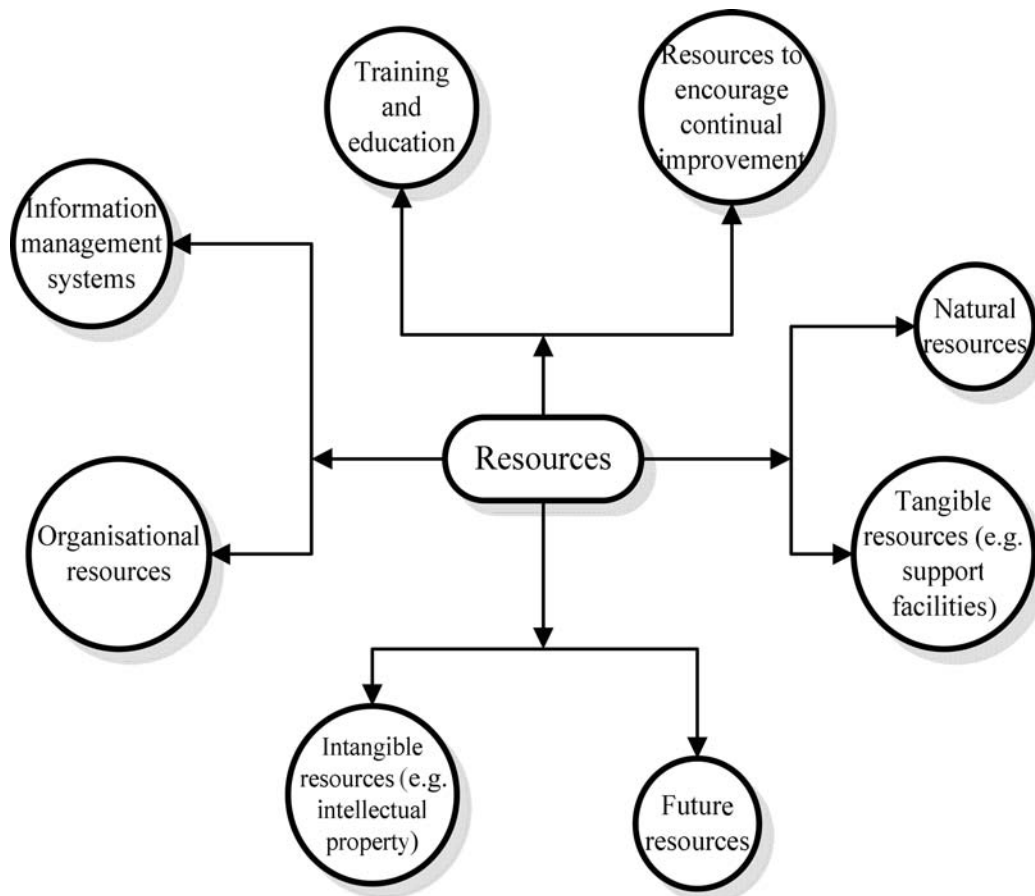 Training
and
education
Resources to
encourage
continual
improvement
Information
management
systems
Natural
resources
Resources
Organisational
resources
Tangible
resources (e.g.
support
facilities)
Intangible
resources (e.g.
intellectual
property)
Future
resources